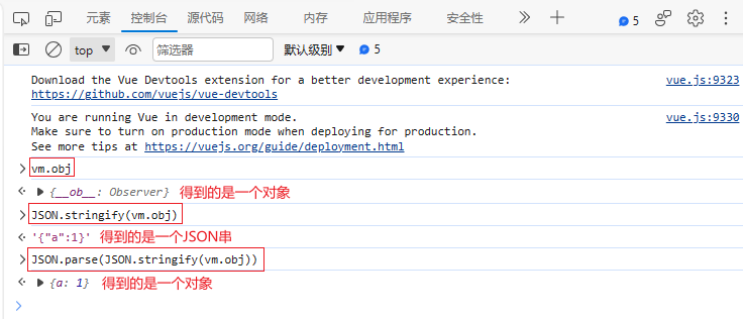 元素 控制台 源代码 网络 内存 应用程序 安全性 5
top 筛选器 默认级别 5
Download the Vue Devtools extension for a better development experience: vue.js:9323
https://github.com/vuejs/vue-devtools
You are running Vue in development mode. vue.js:9330
Make sure to turn on production mode when deploying for production.
See more tips at https://vuejs.org/guide/deployment.html
vm.obj
{__ob__: Observer} 得到的是一个对象
JSON.stringify(vm.obj)
'{"a":1}' 得到的是一个JSON串
JSON.parse(JSON.stringify(vm.obj))
{a: 1} 得到的是一个对象